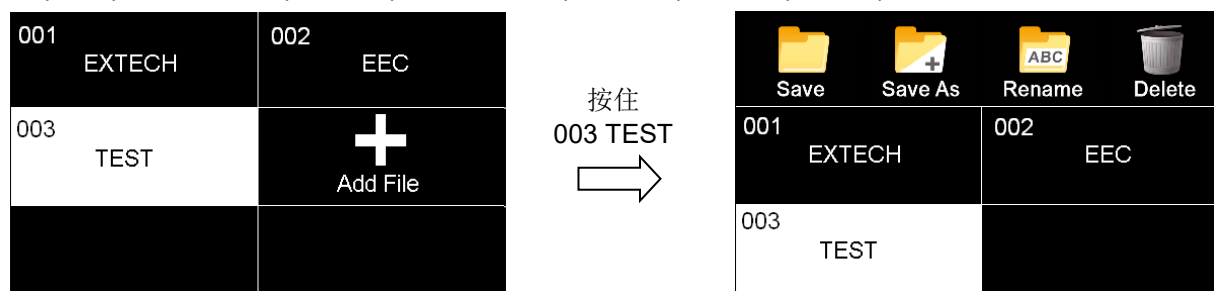 001
EXTECH
002
EEC
003
TEST
Add File
按住
003 TEST
Save
Save As
ABC
Rename
Delete
001
EXTECH
002
EEC
003
TEST